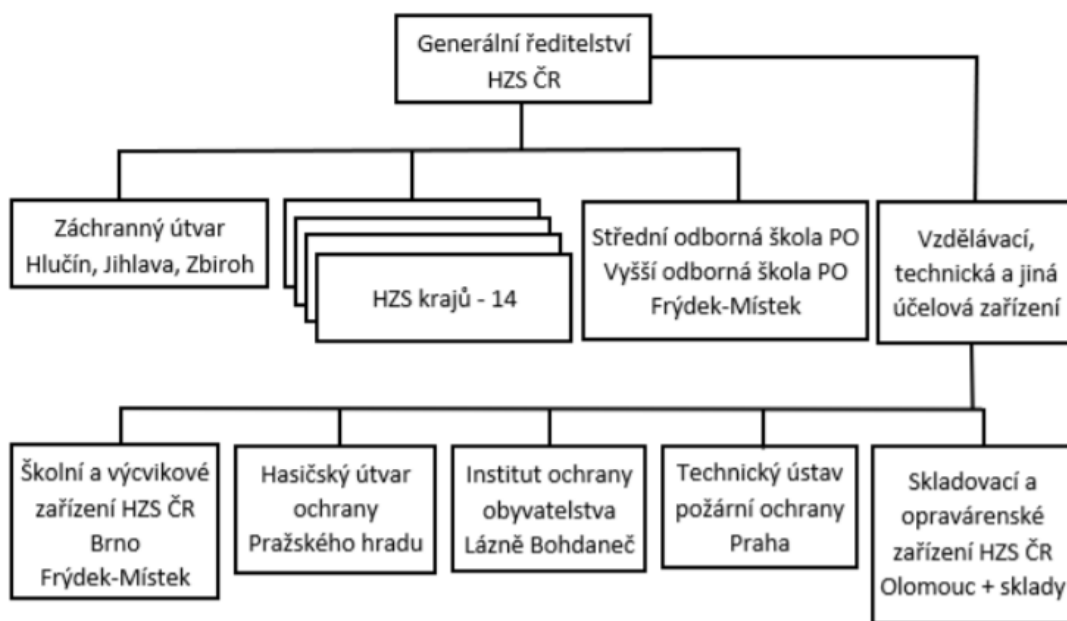 Generální ředitelství
HZS ČR
Záchranný útvar
Hlučín, Jihlava, Zbiroh
HZS krajů - 14
Střední odborná škola PO
Vyšší odborná škola PO
Frýdek-Místek
Vzdělávací,
technická a jiná
účelová zařízení
Školní a výcvikové
zařízení HZS ČR
Brno
Frýdek-Místek
Hasičský útvar
ochrany
Pražského hradu
Institut ochrany
obyvatelstva
Lázně Bohdaneč
Technický ústav
požární ochrany
Praha
Skladovací a
opravárenské
zařízení HZS ČR
Olomouc + sklady